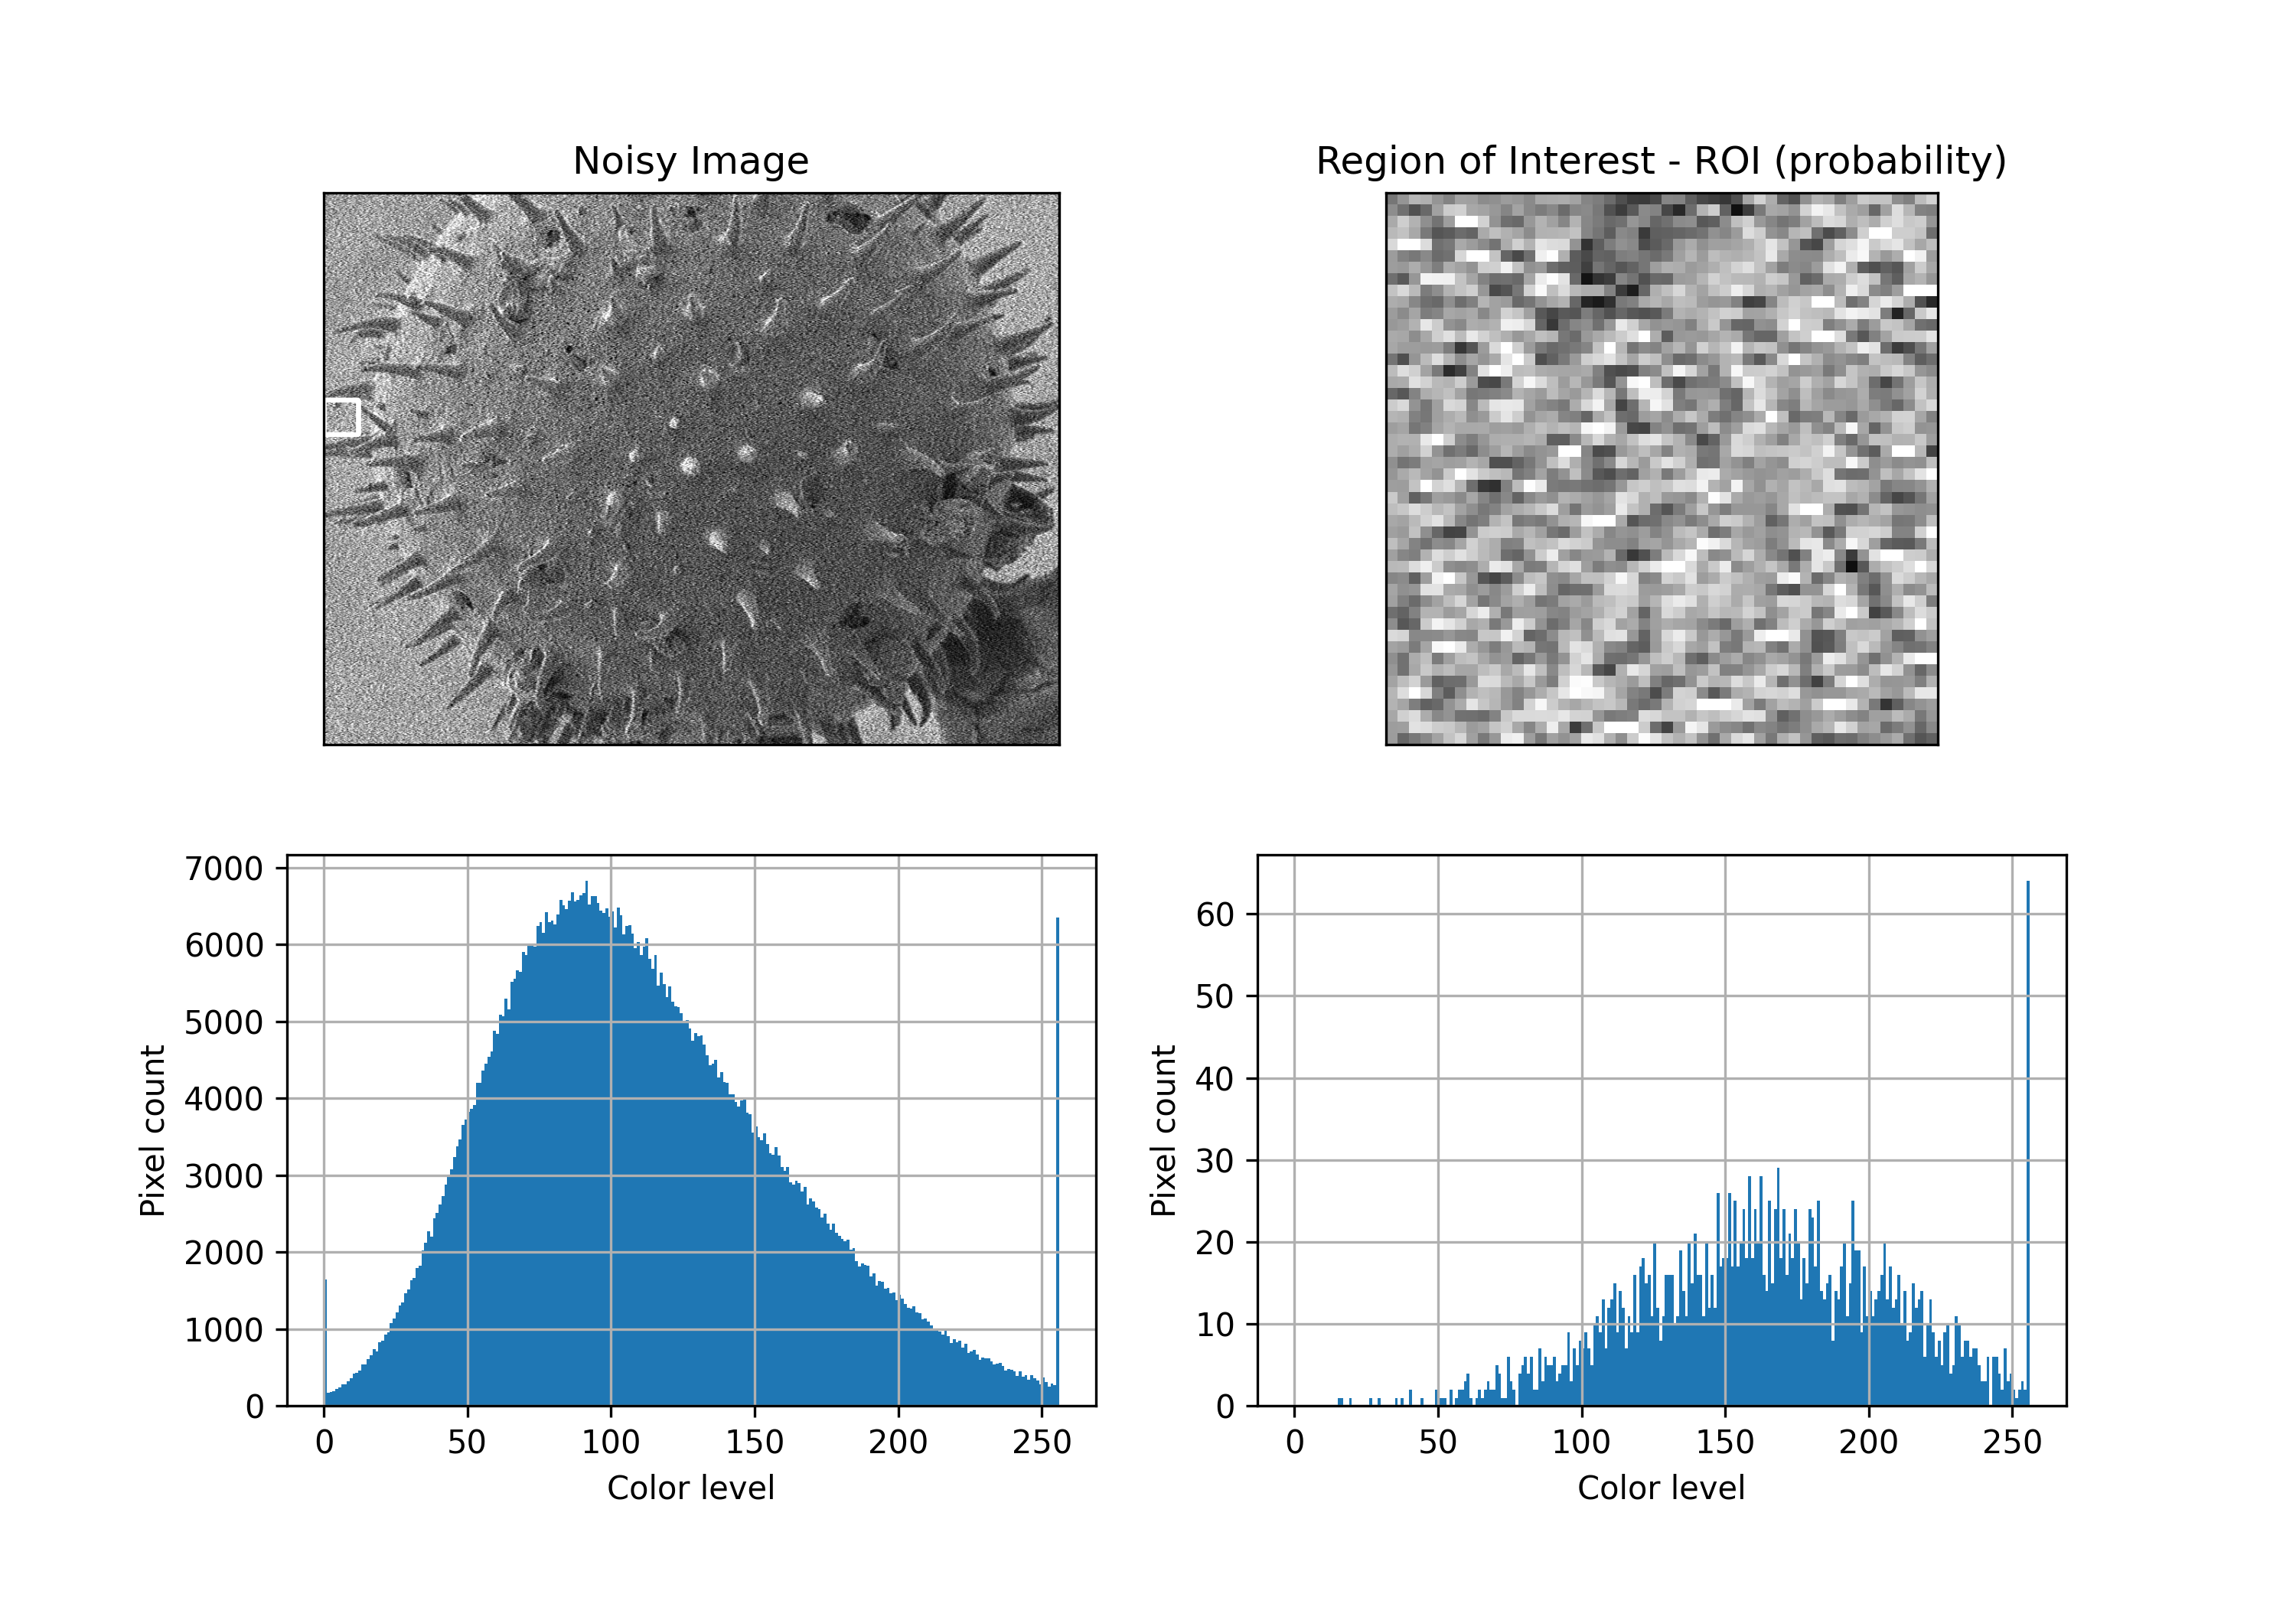 Noisy Image
Region of Interest - ROI (probability)
7000
6000
5000
4000
3000
2000
1000
0
Pixel count
0 50 100 150 200 250
Color level
60
50
40
30
20
10
0
Pixel count
0 50 100 150 200 250
Color level